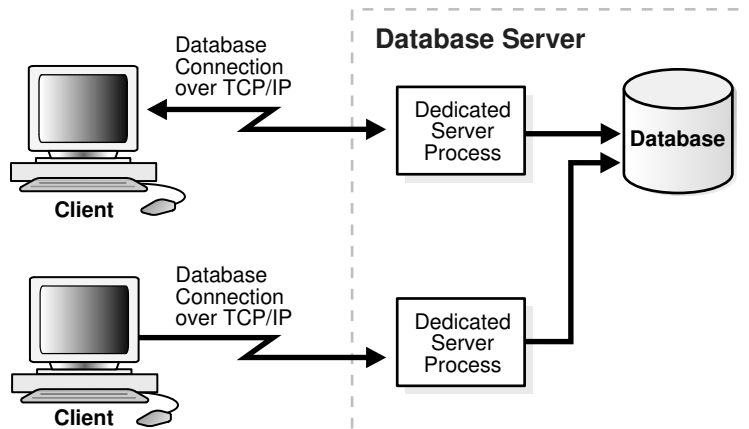 Database
Connection
over TCP/IP
Database Server
Dedicated
Server
Process
Database
Client
Database
Connection
over TCP/IP
Dedicated
Server
Process
Client